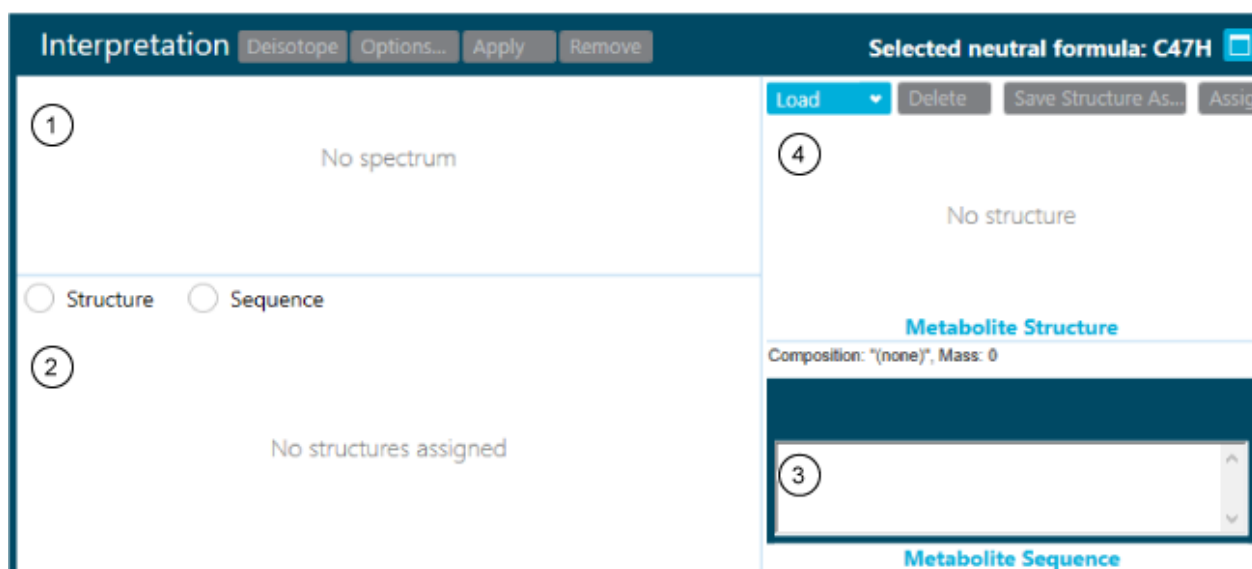 Interpretation Deisotope Options... Apply Remove Selected neutral formula: C47H
Load Delete Save Structure As... Assig
1
No spectrum
4
No structure
Structure Sequence
Metabolite Structure
Composition: "(none)", Mass: 0
2
No structures assigned
3
Metabolite Sequence